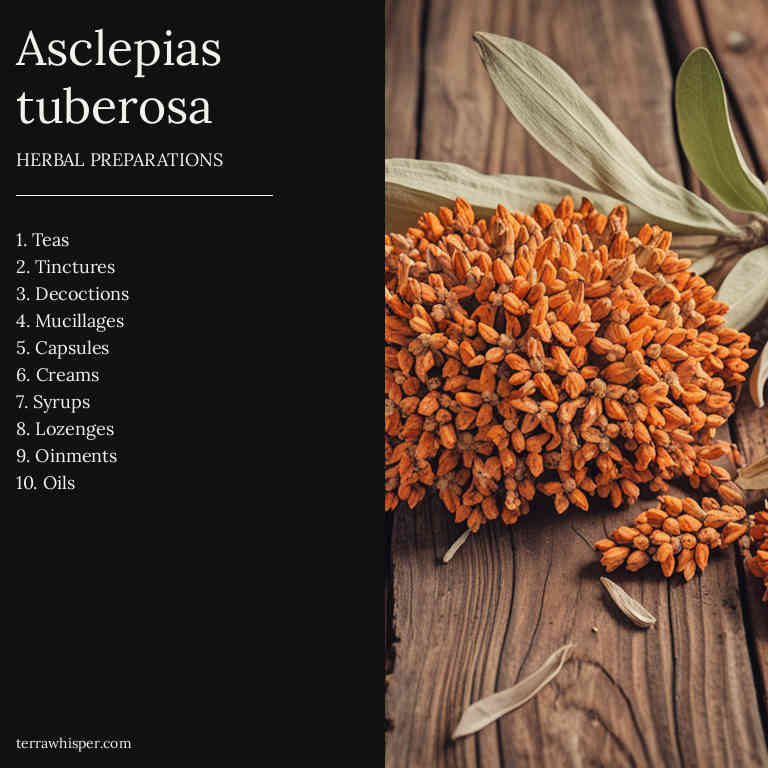 Asclepias
tuberosa
HERBAL PREPARATIONS
1. Teas
2. Tinctures
3. Decoctions
4. Mucillages
5. Capsules
6. Creams
7. Syrups
8. Lozenges
9. Oinments
10. Oils
terrawhisper.com